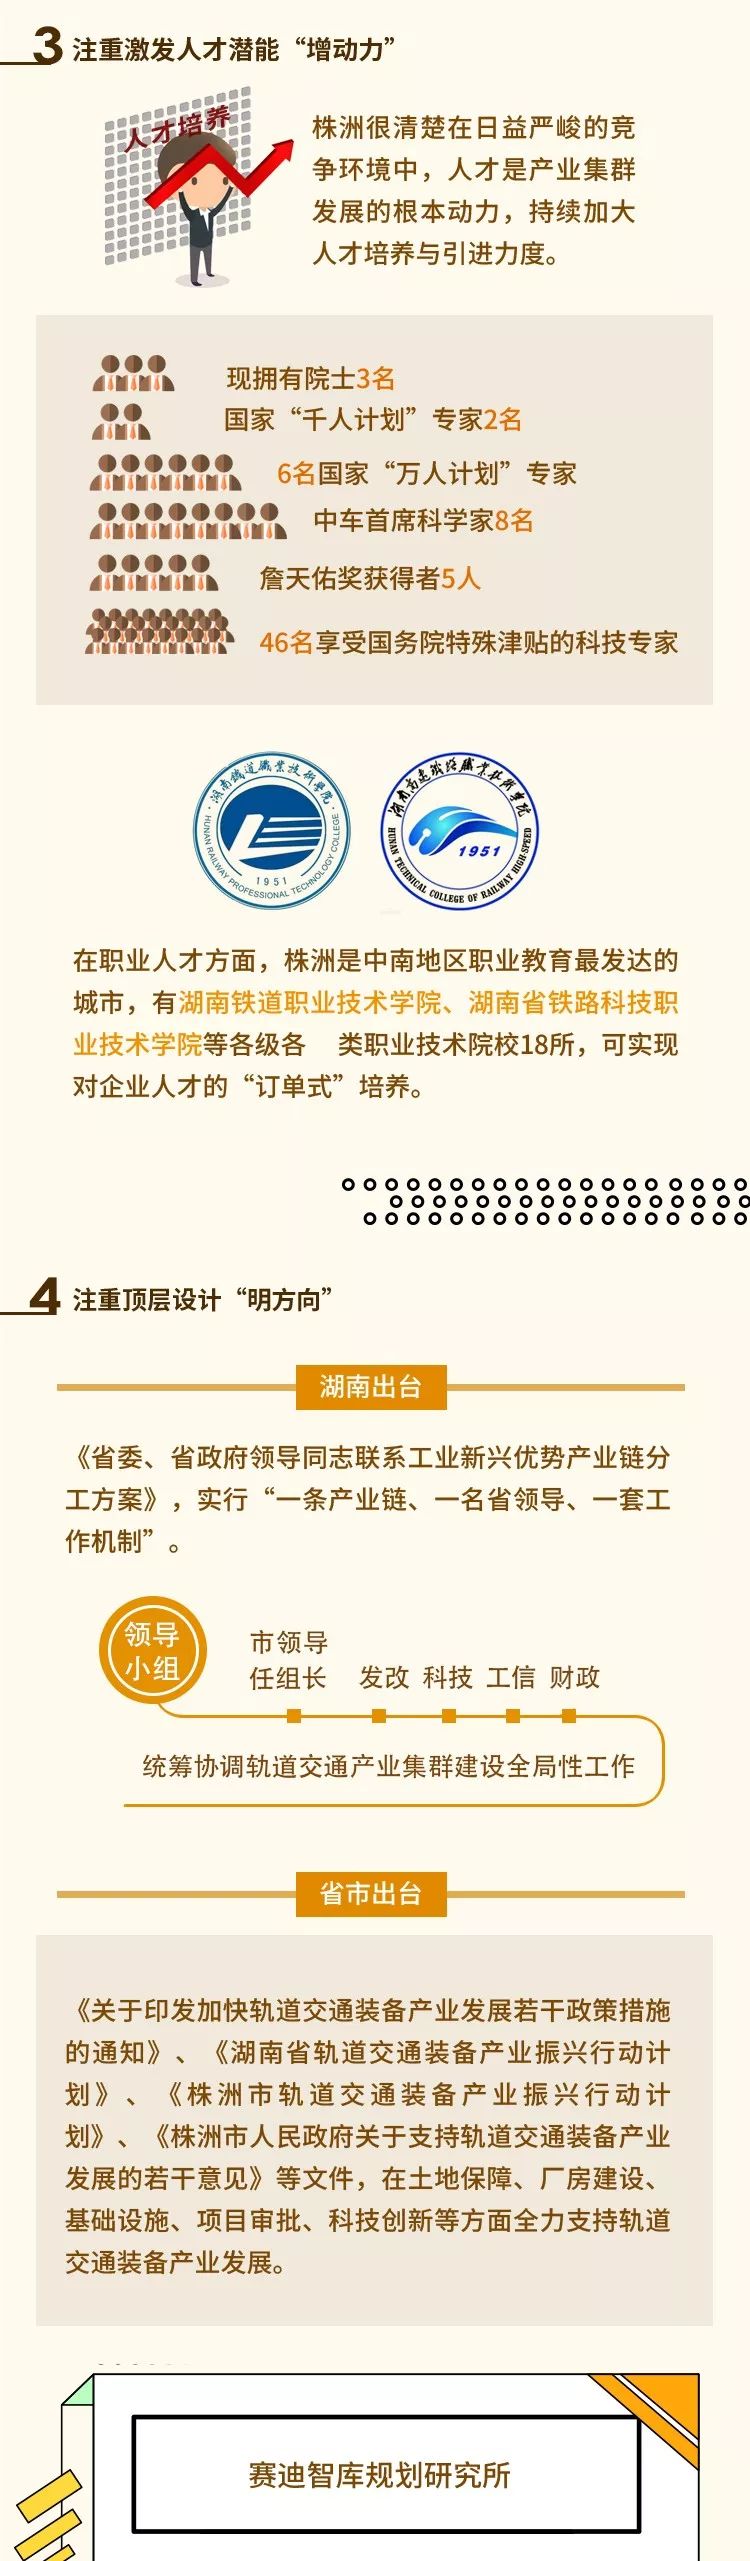 3 注重激发人才潜能“增动力”
人才培养
株洲很清楚在日益严峻的竞
争环境中，人才是产业集群
发展的根本动力，持续加大
人才培养与引进力度。
现拥有院士3名
国家“千人计划”专家2名
6名国家“万人计划”专家
中车首席科学家8名
詹天佑奖获得者5人
46名享受国务院特殊津贴的科技专家
湖南鐵道職業技術學院
HUNAN RAILWAY PROFESSIONAL TECHNOLOGY COLLEGE
1951
湖南高速铁路職業技術学院
HUNAN TECHNICAL COLLEGE OF RAILWAY HIGH-SPEED
1951
在职业人才方面，株洲是中南地区职业教育最发达的
城市，有湖南铁道职业技术学院、湖南省铁路科技职
业技术学院等各级各 类职业技术院校18所，可实现
对企业人才的“订单式”培养。
4 注重顶层设计“明方向”
湖南出台
《省委、省政府领导同志联系工业新兴优势产业链分
工方案》，实行“一条产业链、一名省领导、一套工
作机制”。
领导
小组
市领导
任组长 发改 科技 工信 财政
统筹协调轨道交通产业集群建设全局性工作
省市出台
《关于印发加快轨道交通装备产业发展若干政策措施
的通知》、《湖南省轨道交通装备产业振兴行动计
划》、《株洲市轨道交通装备产业振兴行动计
划》、《株洲市人民政府关于支持轨道交通装备产业
发展的若干意见》等文件，在土地保障、厂房建设、
基础设施、项目审批、科技创新等方面全力支持轨道
交通装备产业发展。
赛迪智库规划研究所